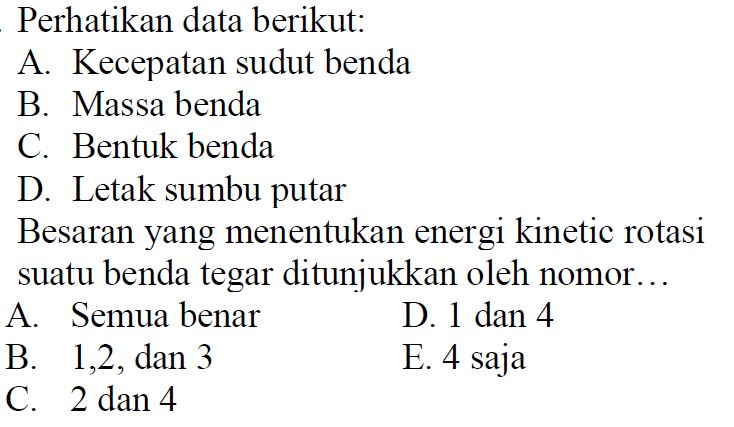 Perhatikan data berikut:
A. Kecepatan sudut benda
B. Massa benda
C. Bentuk benda
D. Letak sumbu putar
Besaran yang menentukan energi kinetic rotasi
suatu benda tegar ditunjukkan oleh nomor…
A. Semua benar D. 1 dan 4
B. 1,2, dan 3 E. 4 saja
C. 2 dan 4